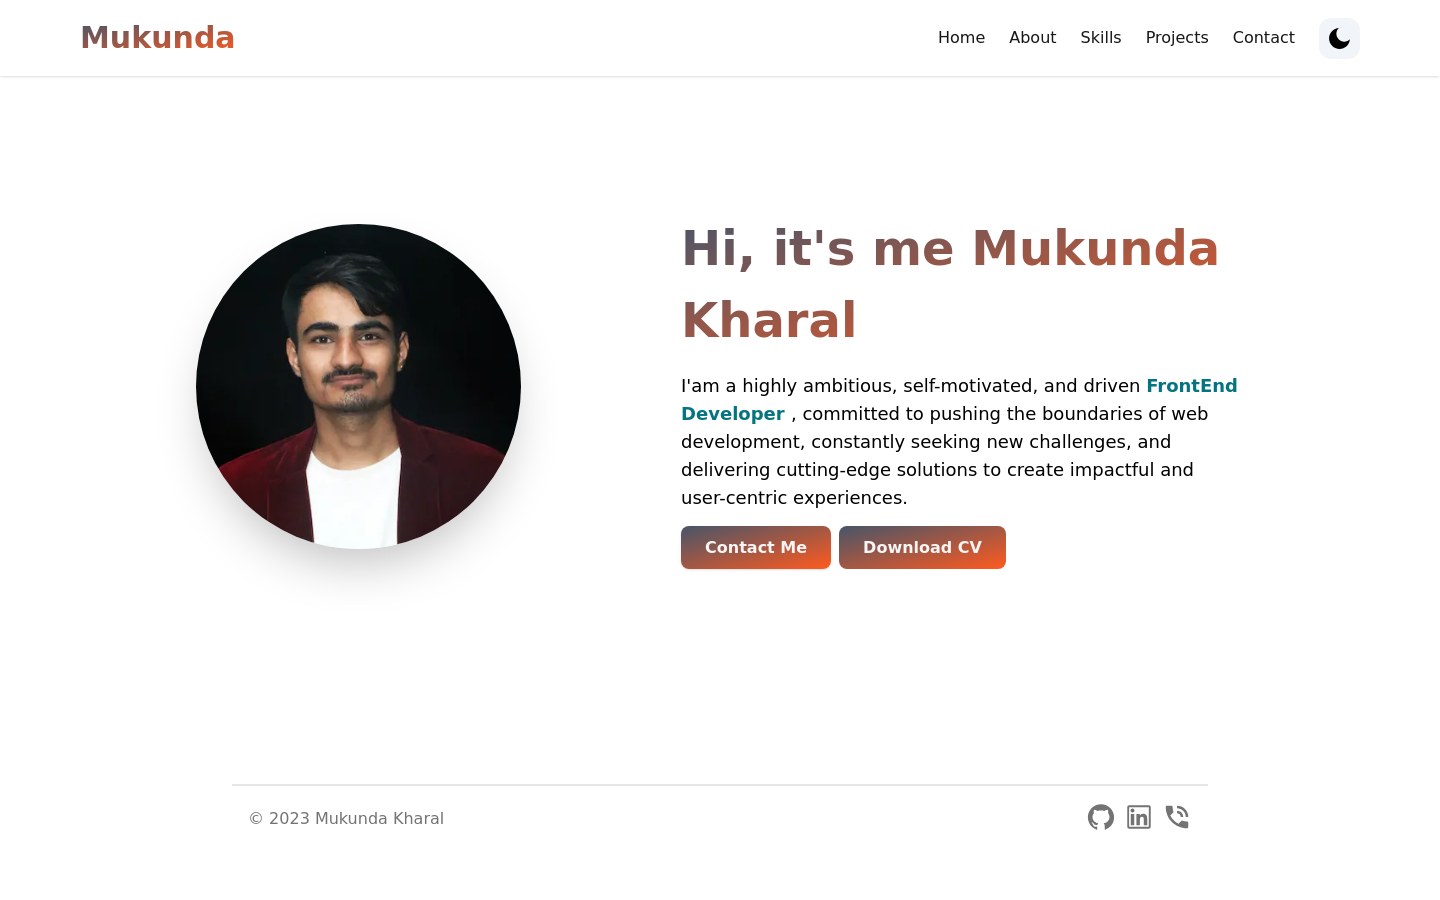 Mukunda
Home
About
Skills
Projects
Contact
Hi, it's me Mukunda
Kharal
I'am a highly ambitious, self-motivated, and driven FrontEnd
Developer , committed to pushing the boundaries of web
development, constantly seeking new challenges, and
delivering cutting-edge solutions to create impactful and
user-centric experiences.
Contact Me
Download CV
© 2023 Mukunda Kharal